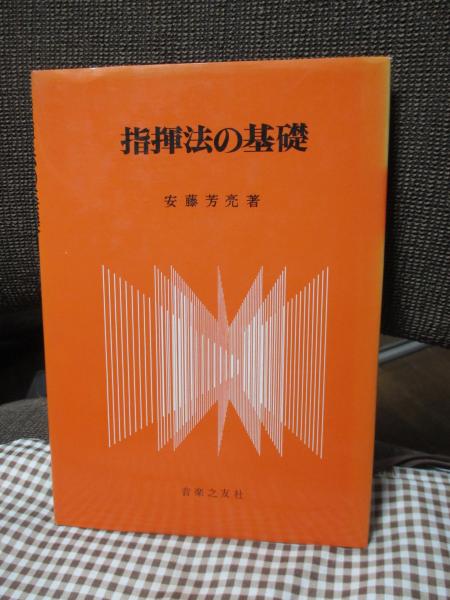 指揮法の基礎
安藤芳亮著
音楽之友社